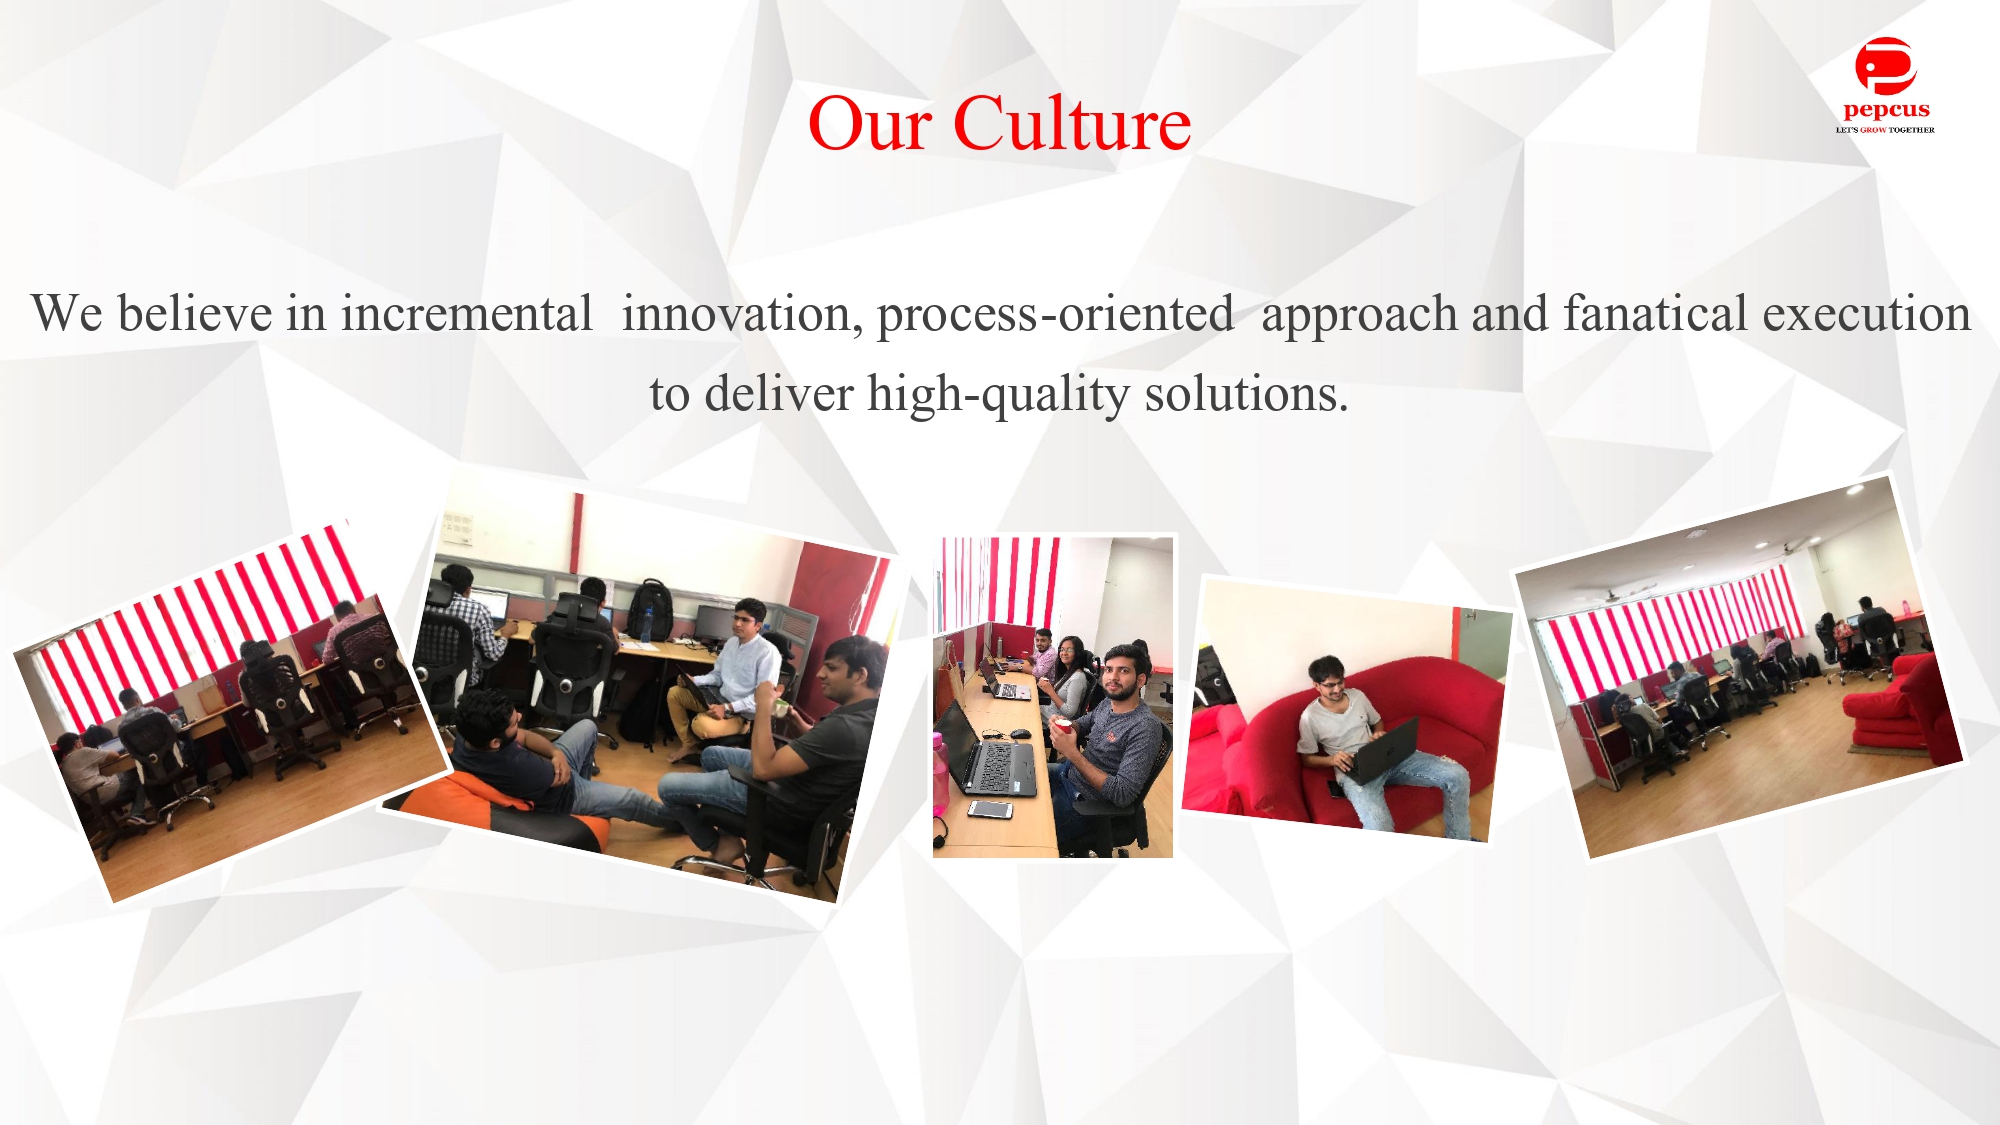 Our Culture
pepcus
LET'S GROW TOGETHER
We believe in incremental  innovation, process-oriented  approach and fanatical execution
to deliver high-quality solutions.